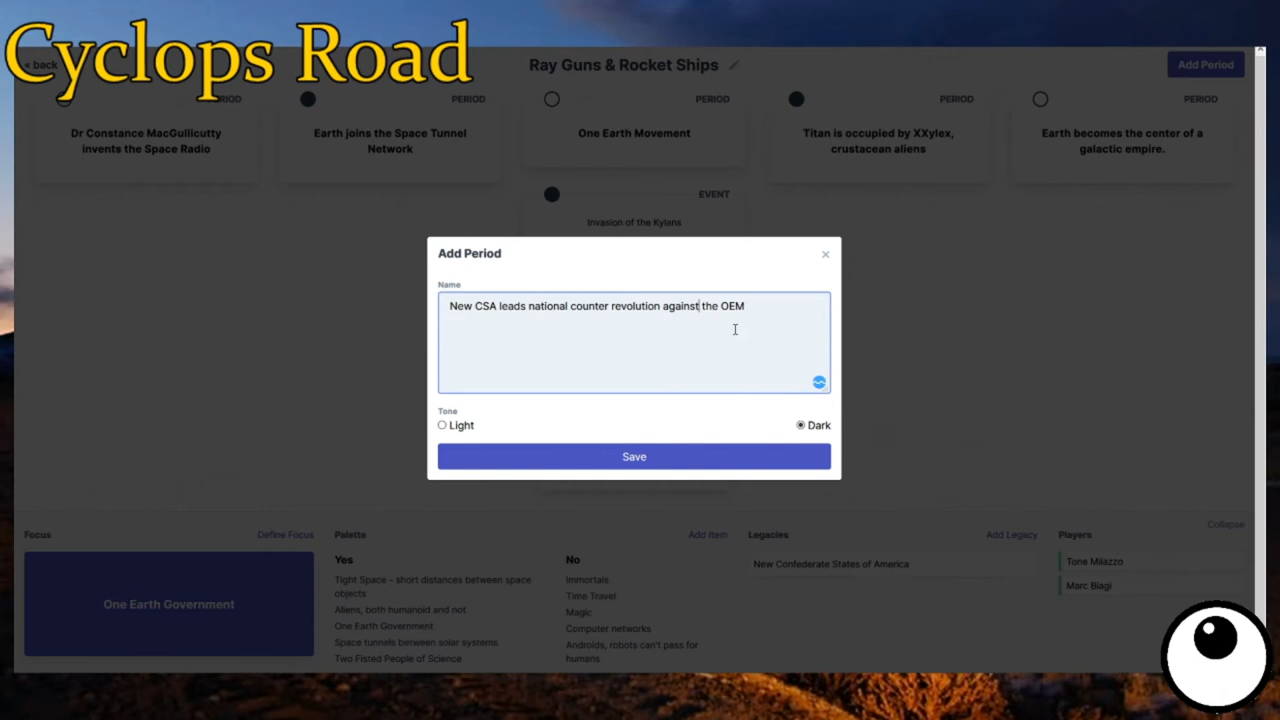 Cyclops Road
« back
Ray Guns & Rocket Ships
Add Period
PERIOD
Dr Constance MacGullicutty
invents the Space Radio
PERIOD
Earth joins the Space Tunnel
Network
PERIOD
One Earth Movement
PERIOD
Titan is occupied by XXylex,
crustacean aliens
PERIOD
Earth becomes the center of a
galactic empire.
EVENT
Invasion of the Kylans
Add Period
×
Name
New CSA leads national counter revolution against the OEM
Tone
Light
Dark
Save
Collapse
Focus
Define Focus
One Earth Government
Palette
Add Item
Yes
Tight Space - short distances between space
objects
Aliens, both humanoid and not
One Earth Government
Space tunnels between solar systems
Two Fisted People of Science
No
Immortals
Time Travel
Magic
Computer networks
Androids, robots can't pass for
humans
Legacies
Add Legacy
New Confederate States of America
Players
Tone Milazzo
Marc Biagi